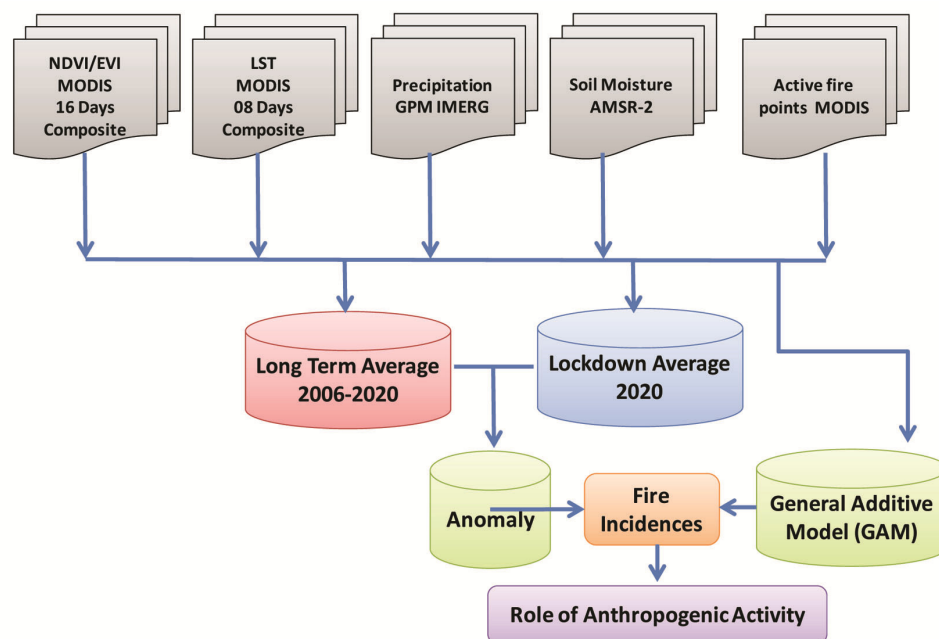 NDVI/EVI
MODIS
16 Days
Composite
LST
MODIS
08 Days
Composite
Precipitation
GPM IMERG
Soil Moisture
AMSR-2
Active fire
points MODIS
Long Term Average
2006-2020
Lockdown Average
2020
Anomaly
Fire
Incidences
General Additive
Model (GAM)
Role of Anthropogenic Activity